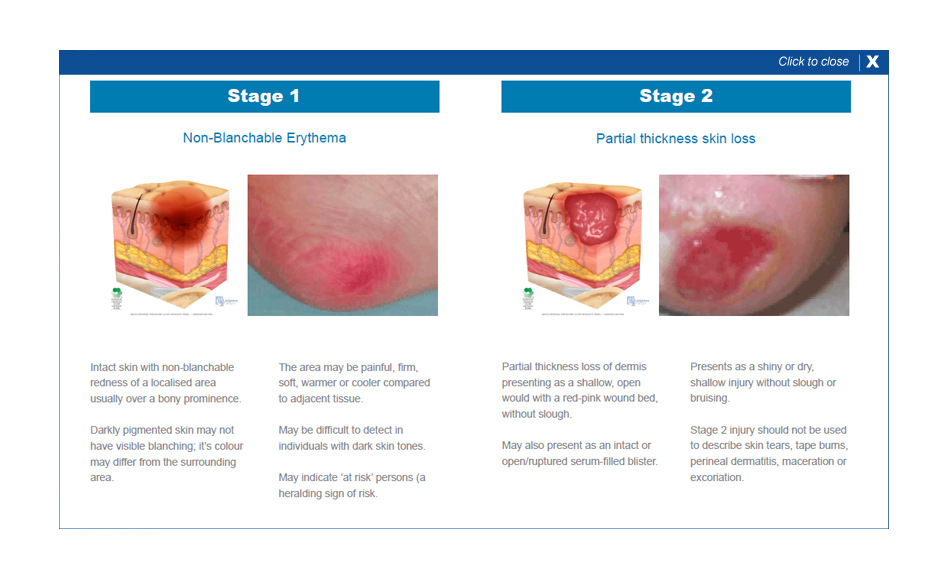 Click to close X
Stage 1
Non-Blanchable Erythema
Intact skin with non-blanchable
redness of a localised area
usually over a bony prominence.
Darkly pigmented skin may not
have visible blanching; it's colour
may differ from the surrounding
area.
The area may be painful, firm,
soft, warmer or cooler compared
to adjacent tissue.
May be difficult to detect in
individuals with dark skin tones.
May indicate 'at risk' persons (a
heralding sign of risk.
Stage 2
Partial thickness skin loss
Partial thickness loss of dermis
presenting as a shallow, open
would with a red-pink wound bed,
without slough.
May also present as an intact or
open/ruptured serum-filled blister.
Presents as a shiny or dry,
shallow injury without slough or
bruising.
Stage 2 injury should not be used
to describe skin tears, tape burns,
perineal dermatitis, maceration or
excoriation.